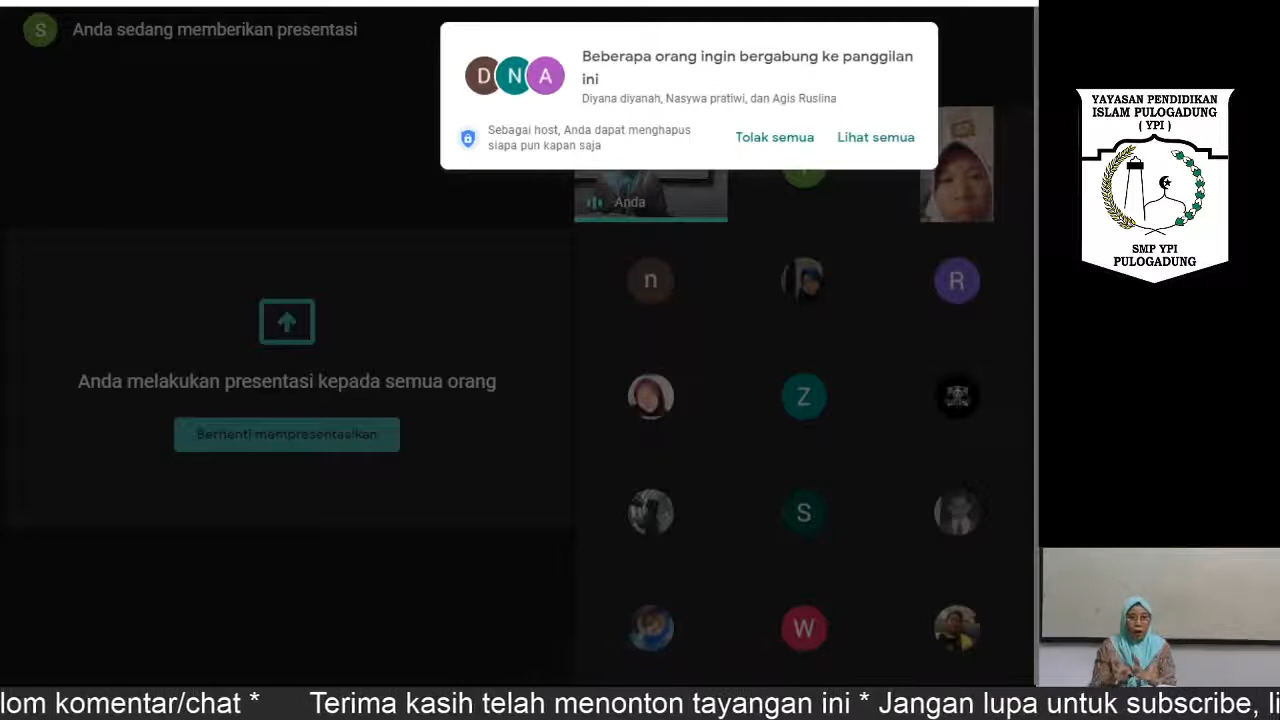 S
Anda sedang memberikan presentasi
D N A
Beberapa orang ingin bergabung ke panggilan
ini
Diyana diyanah, Nasywa pratiwi, dan Agis Ruslina
Sebagai host, Anda dapat menghapus
siapa pun kapan saja
Tolak semua
Lihat semua
YAYASAN PENDIDIKAN
ISLAM PULOGADUNG
( YPI )
SMP YPI
PULOGADUNG
Anda
n
R
Anda melakukan presentasi kepada semua orang
Z
Berhenti mempresentasikan
S
W
lom komentar/chat * Terima kasih telah menonton tayangan ini * Jangan lupa untuk subscribe, li